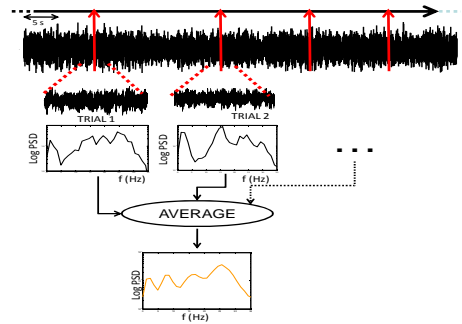 5 s
TRIAL 1
TRIAL 2
Log PSD
f (Hz)
Log PSD
f (Hz)
AVERAGE
Log PSD
f (Hz)